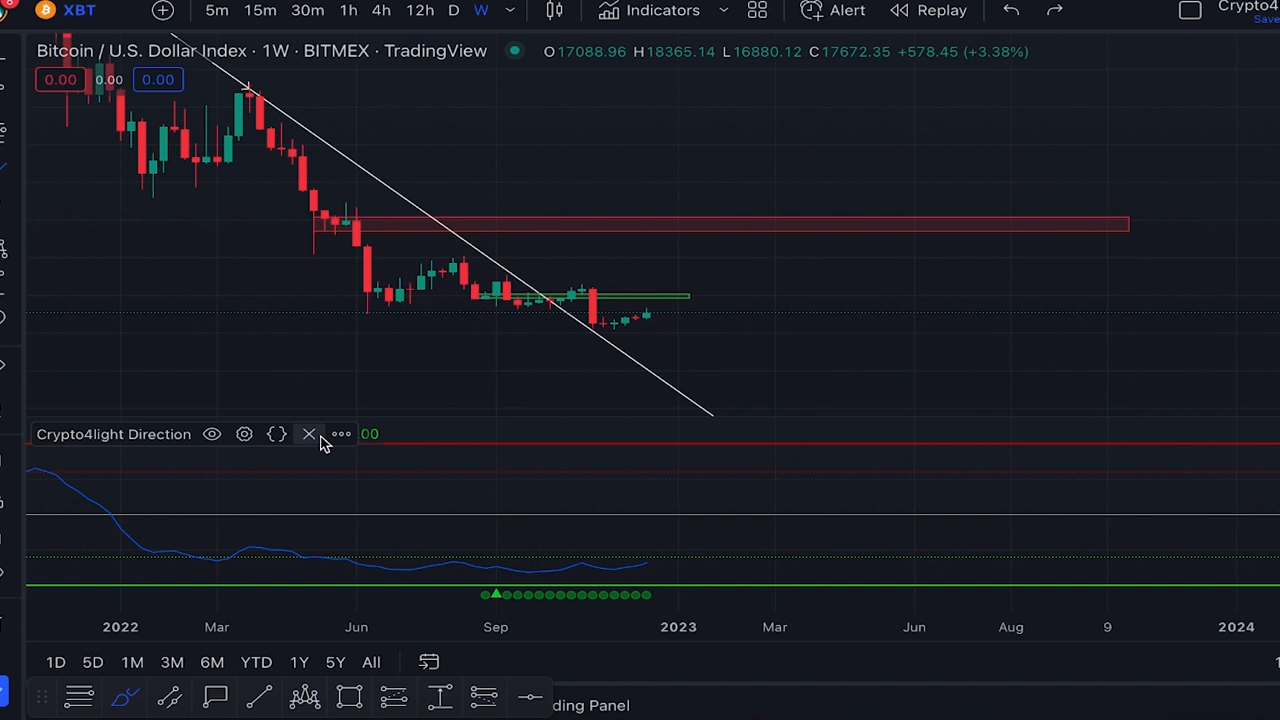 8
XBT 5m 15m 30m 1h 4h 12h D W Indicators Alert Replay Crypto4
Save
Bitcoin / U.S. Dollar Index · 1W · BITMEX · TradingView O17088.96 H18365.14 L16880.12 C17672.35 +578.45 (+3.38%)
0.00 0.00 0.00
Crypto4light Direction 00
2022 Mar Jun Sep 2023 Mar Jun Aug 9 2024
1D 5D 1M 3M 6M YTD 1Y 5Y All 1
ding Panel